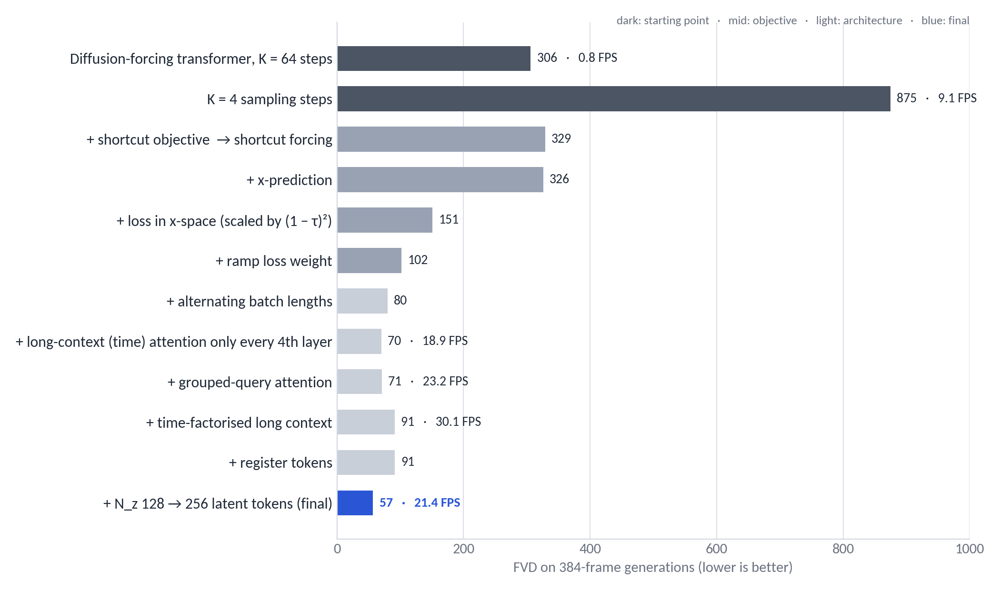 dark: starting point · mid: objective · light: architecture · blue: final
Diffusion-forcing transformer, K = 64 steps 306 · 0.8 FPS
K = 4 sampling steps 875 · 9.1 FPS
+ shortcut objective → shortcut forcing 329
+ x-prediction 326
+ loss in x-space (scaled by (1 − τ)²) 151
+ ramp loss weight 102
+ alternating batch lengths 80
+ long-context (time) attention only every 4th layer 70 · 18.9 FPS
+ grouped-query attention 71 · 23.2 FPS
+ time-factorised long context 91 · 30.1 FPS
+ register tokens 91
+ N_z 128 → 256 latent tokens (final) 57 · 21.4 FPS
0 200 400 600 800 1000
FVD on 384-frame generations (lower is better)